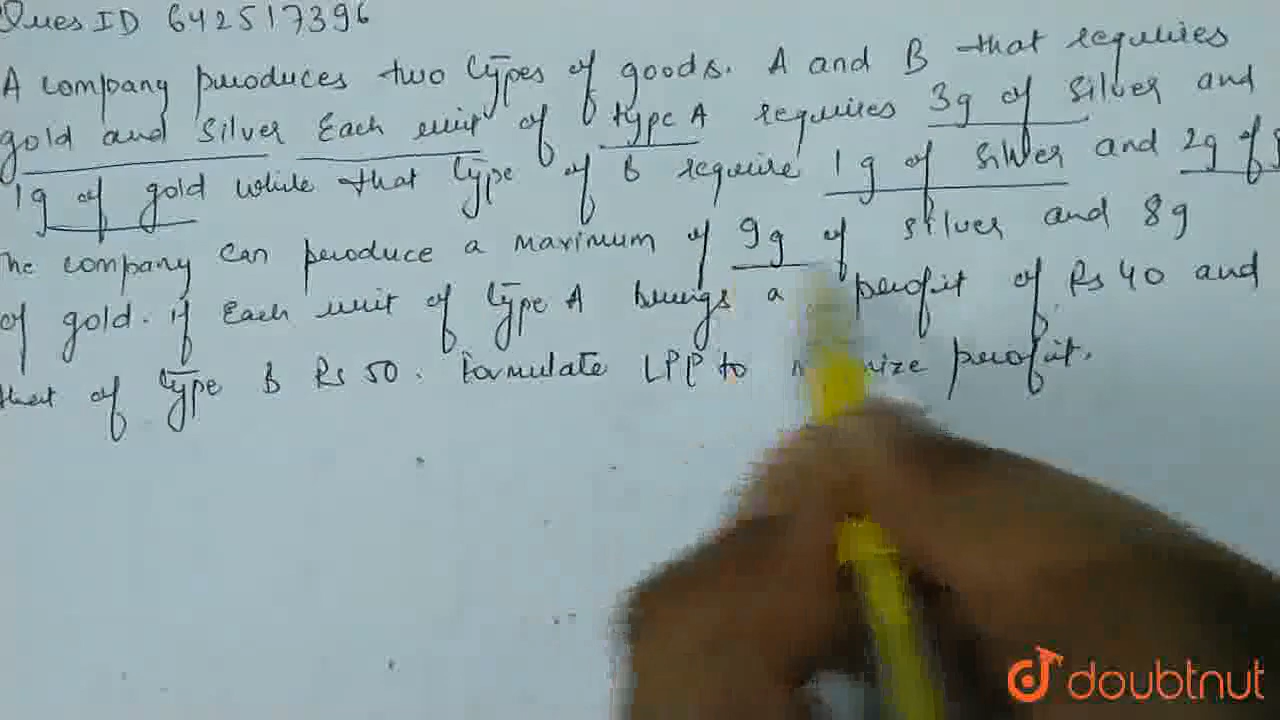 Ques ID 642517396
A company produces two types of goods. A and B that requires
gold and silver Each unit of type A requires 3g of silver and
1g of gold while that type of B require 1g of silver and 2g of
The company can produce a maximum of 9g of silver and 8g
of gold. if Each unit of type A brings a profit of Rs 40 and
that of type B Rs 50. Formulate LPP to profit.
doubtnut